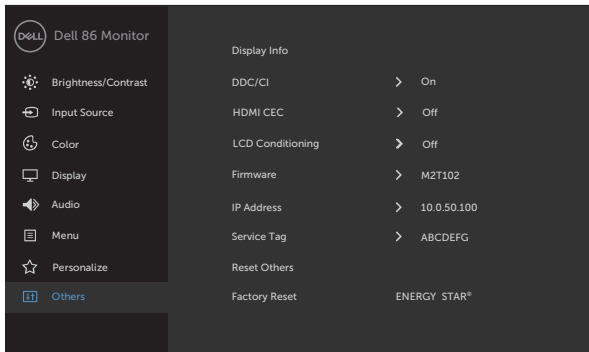 DELL Dell 86 Monitor
Display Info
Brightness/Contrast DDC/CI On
Input Source HDMI CEC Off
Color LCD Conditioning Off
Display Firmware M2T102
Audio IP Address 10.0.50.100
Menu Service Tag ABCDEFG
Personalize Reset Others
Others Factory Reset ENERGY STAR®